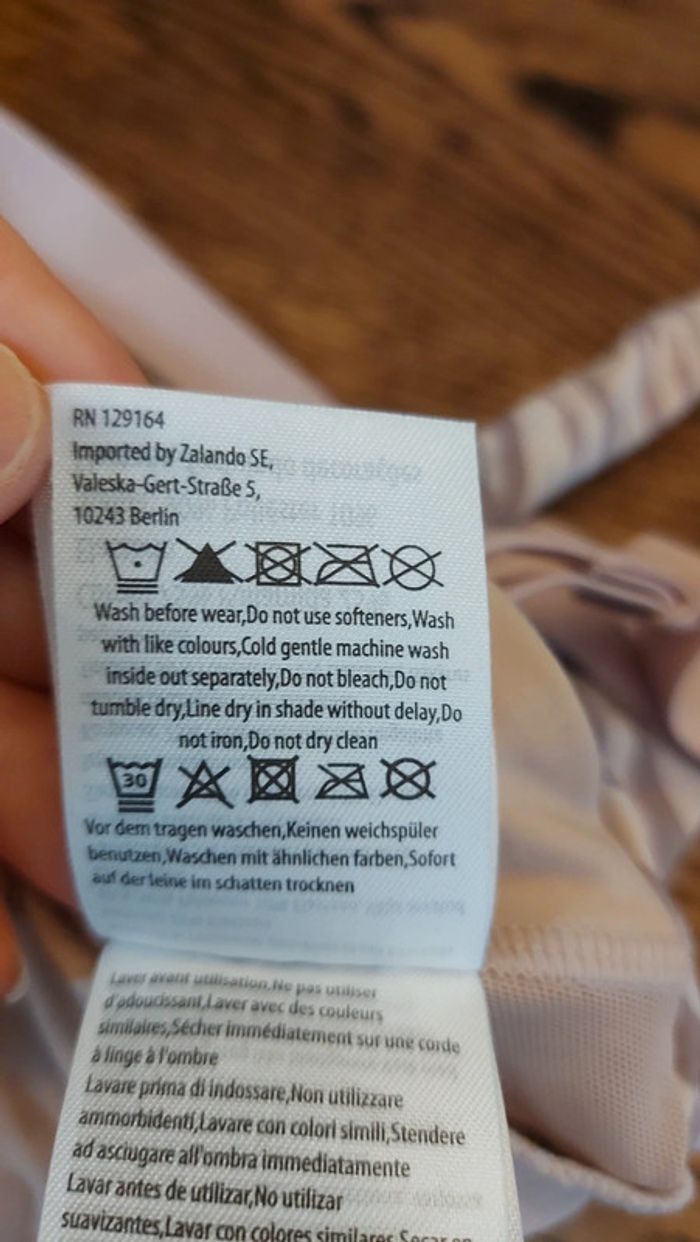 RN 129164
Imported by Zalando SE,
Valeska-Gert-Straße 5,
10243 Berlin
Wash before wear,Do not use softeners,Wash
with like colours,Cold gentle machine wash
inside out separately,Do not bleach,Do not
tumble dry,Line dry in shade without delay,Do
not iron,Do not dry clean
30
Vor dem tragen waschen,Keinen weichspüler
benutzen,Waschen mit ähnlichen farben,Sofort
auf der leine im schatten trocknen
Laver avant utilisation,Ne pas utiliser
d'adoucissant,Laver avec des couleurs
similaires,Sécher immédiatement sur une corde
à linge à l'ombre
Lavare prima di indossare,Non utilizzare
ammorbidenti,Lavare con colori simili,Stendere
ad asciugare all'ombra immediatamente
Lavar antes de utilizar,No utilizar
suavizantes,Lavar con colores similares,Secar en